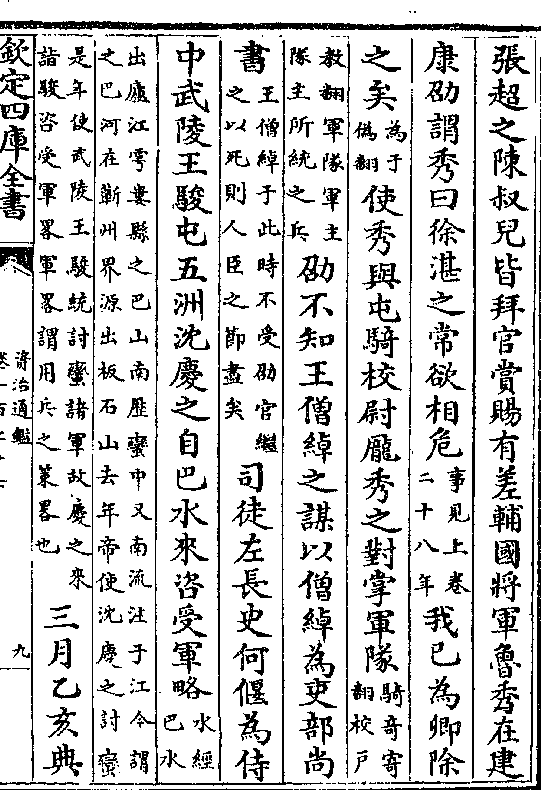 張超之陳叔兒皆拜官賞賜有差輔國將軍魯秀在建
康劭謂秀曰徐湛之常欲相危事見上卷二十八年我已為卿除
之矣為于偽翻使秀與屯騎校尉龎秀之對掌軍隊騎奇寄翻校戶
教翻軍隊軍主隊主所統之兵劭不知王僧綽之謀以僧綽為吏部尚
書王僧綽于此時不受劭官繼之以死則人臣之節盡矣司徒左長史何偃為侍
中武陵王駿屯五洲沈慶之自巴水來咨受軍略水經巴水
出廬江雩婁縣之巴山南歷蠻中又南流注于江今謂之巴河在蘄州界源出板石山去年帝使沈慶之討蠻
是年使武陵王駿統討蠻諸軍故慶之來詣駿咨受軍畧軍畧謂用兵之策畧也三月乙亥典
欽定四庫全書
資治通鑑
九